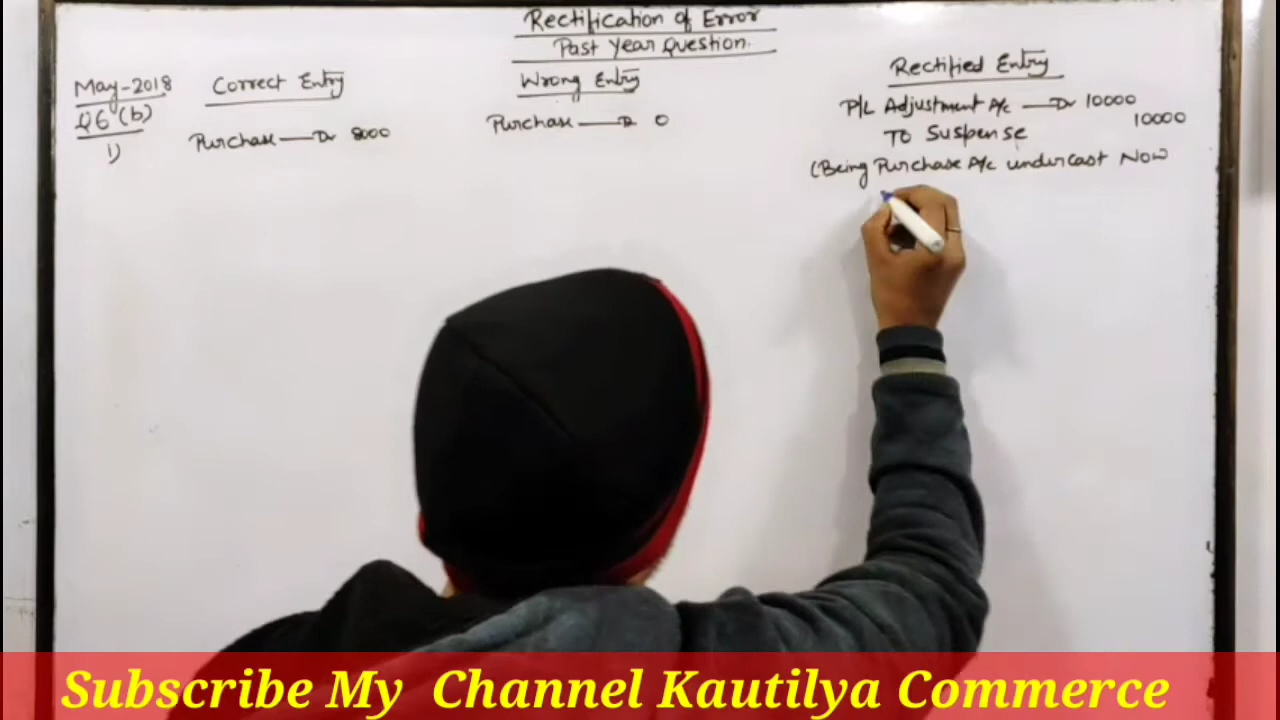 Rectification of Error
Past Year Question.
May-2018
Q6 (b)
1)
Correct Entry
Purchase — Dr 8000
Wrong Entry
Purchase — Dr 0
Rectified Entry
P/L Adjustment A/c — Dr 10000
To Suspense 10000
(Being Purchase A/c undercast Now
Subscribe My Channel Kautilya Commerce